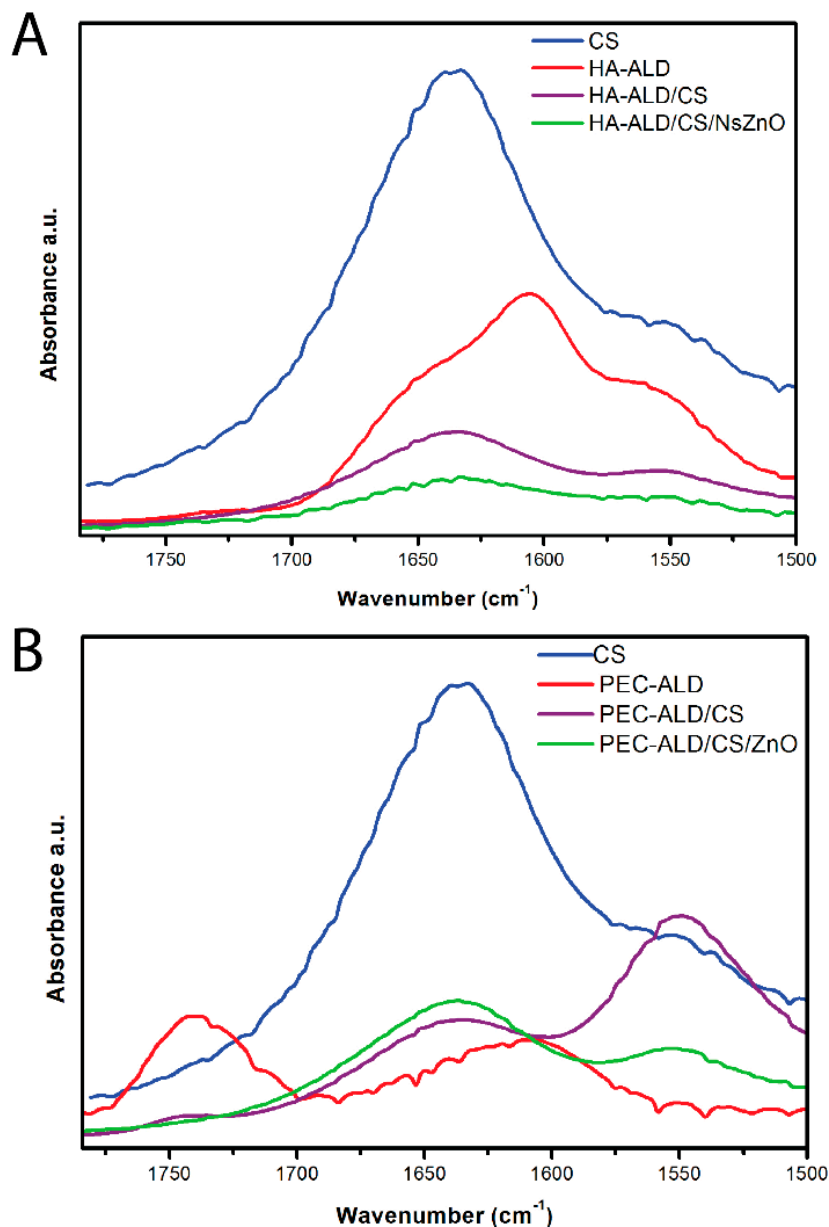 A
CS
HA-ALD
HA-ALD/CS
HA-ALD/CS/NsZnO
Absorbance a.u.
1750 1700 1650 1600 1550 1500
Wavenumber (cm⁻¹)
B
CS
PEC-ALD
PEC-ALD/CS
PEC-ALD/CS/ZnO
Absorbance a.u.
1750 1700 1650 1600 1550 1500
Wavenumber (cm⁻¹)